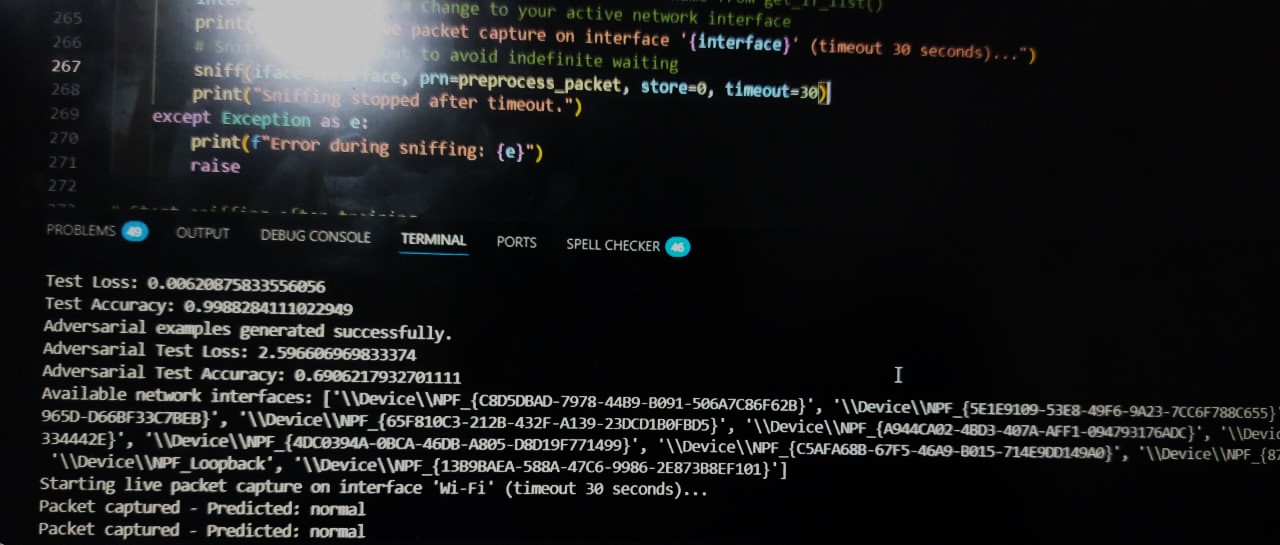 265 # change to your active network interface
266 print( ve packet capture on interface '{interface}' (timeout 30 seconds)...")
# Sni out to avoid indefinite waiting
267 sniff(iface=interface, prn=preprocess_packet, store=0, timeout=30)
268 print("Sniffing stopped after timeout.")
269 except Exception as e:
270 print(f"Error during sniffing: {e}")
271 raise
272
PROBLEMS 49 OUTPUT DEBUG CONSOLE TERMINAL PORTS SPELL CHECKER 46
Test Loss: 0.00620875833556056
Test Accuracy: 0.9988284111022949
Adversarial examples generated successfully.
Adversarial Test Loss: 2.596606969833374
Adversarial Test Accuracy: 0.6906217932701111
Available network interfaces: ['\\Device\\NPF_{C8D5DBAD-7978-44B9-B091-506A7C86F62B}', '\\Device\\NPF_{5E1E9109-53E8-49F6-9A23-7CC6F788C655}'
965D-D66BF33C7BEB}', '\\Device\\NPF_{65F810C3-212B-432F-A139-23DCD1B0FBD5}', '\\Device\\NPF_{A944CA02-4BD3-407A-AFF1-094793176ADC}', '\\Devic
334442E}', '\\Device\\NPF_{4DC0394A-0BCA-46DB-A805-D8D19F771499}', '\\Device\\NPF_{C5AFA68B-67F5-46A9-B015-714E9DD149A0}', '\\Device\\NPF_{87
'\\Device\\NPF_Loopback', '\\Device\\NPF_{13B9BAEA-588A-47C6-9986-2E873B8EF101}']
Starting live packet capture on interface 'Wi-Fi' (timeout 30 seconds)...
Packet captured - Predicted: normal
Packet captured - Predicted: normal